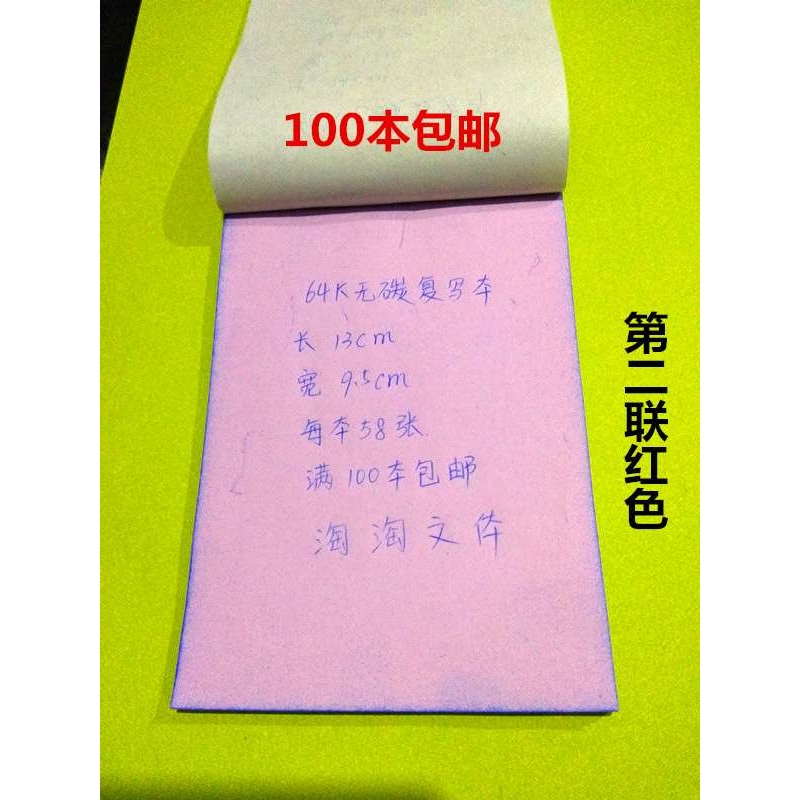 100本包邮
64K无碳复写本
长 13cm
宽 9.5cm
每本58张
满100本包邮
淘淘文体
第二联红色